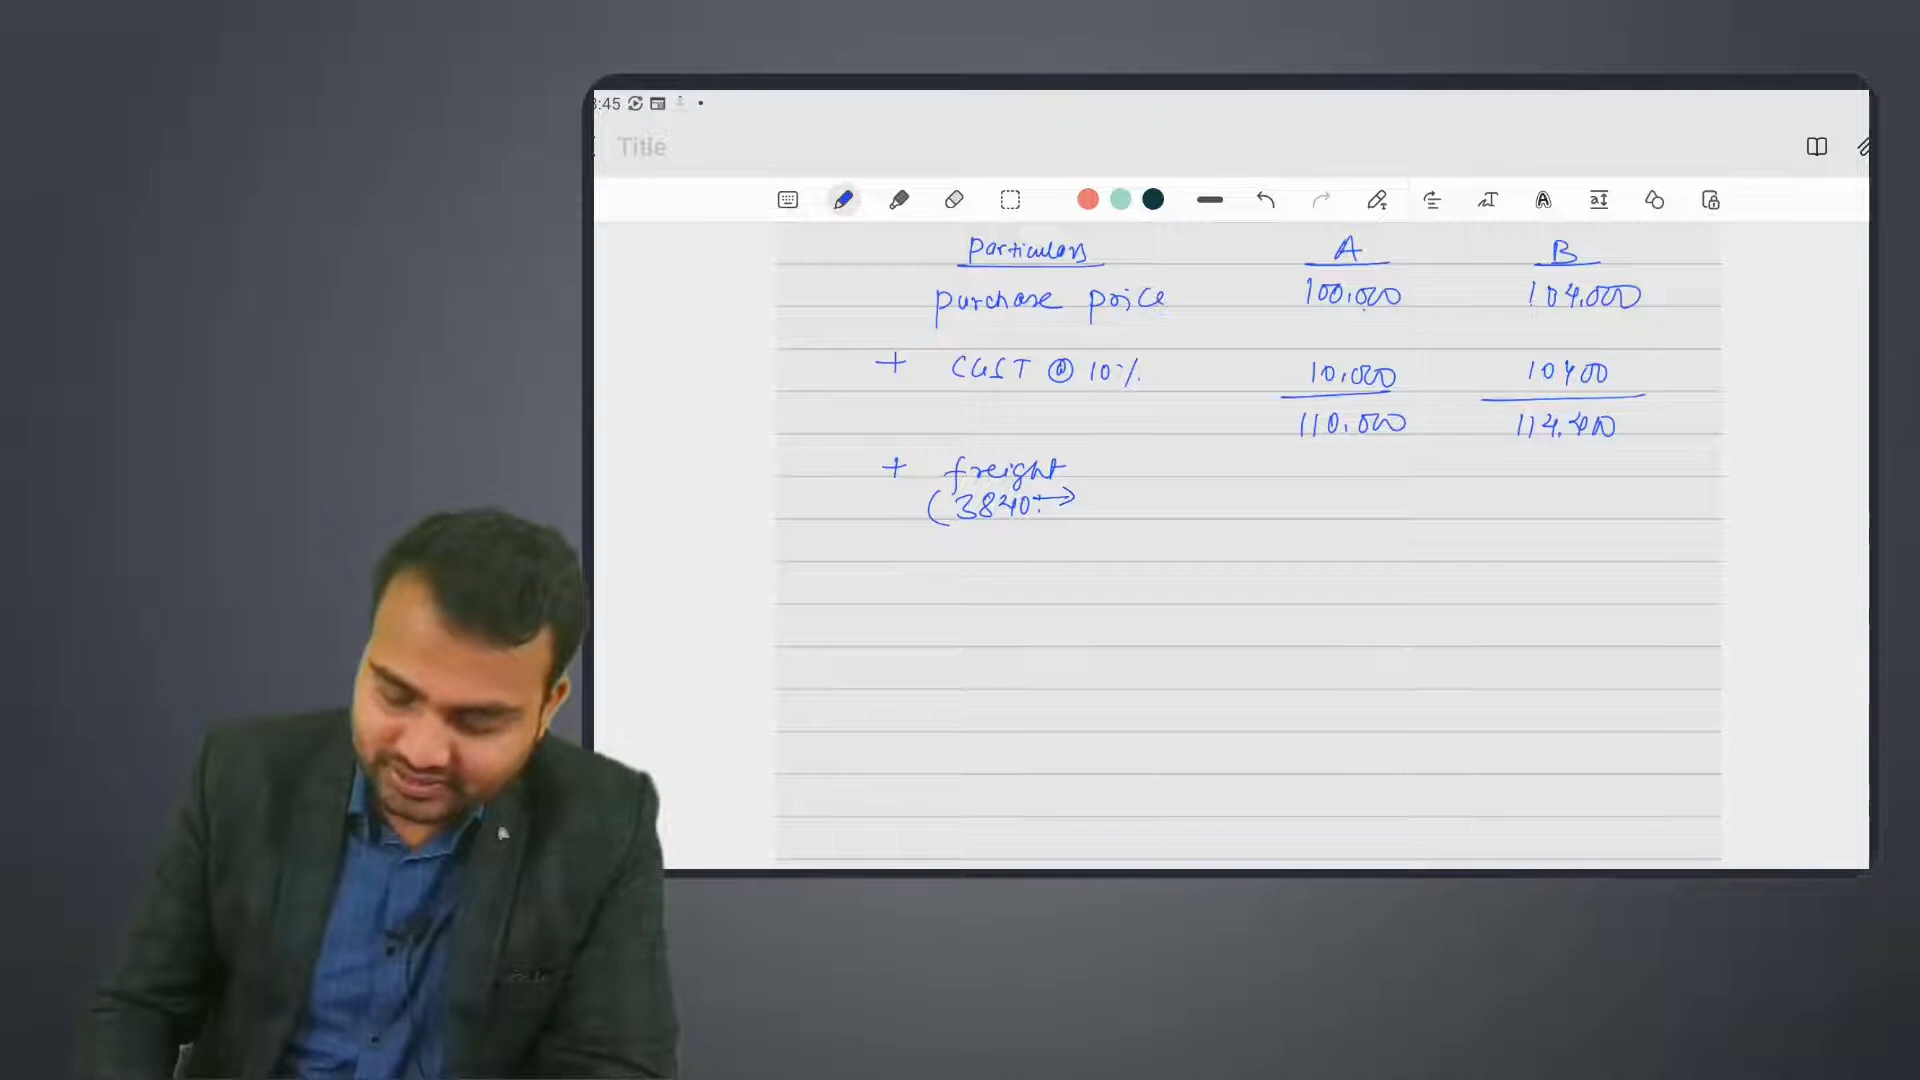 3:45
Title
Particulars A B
purchase price 100,000 104,000
+ CGST @ 10% 10,000 10400
110,000 114,400
+ freight
(3840:→